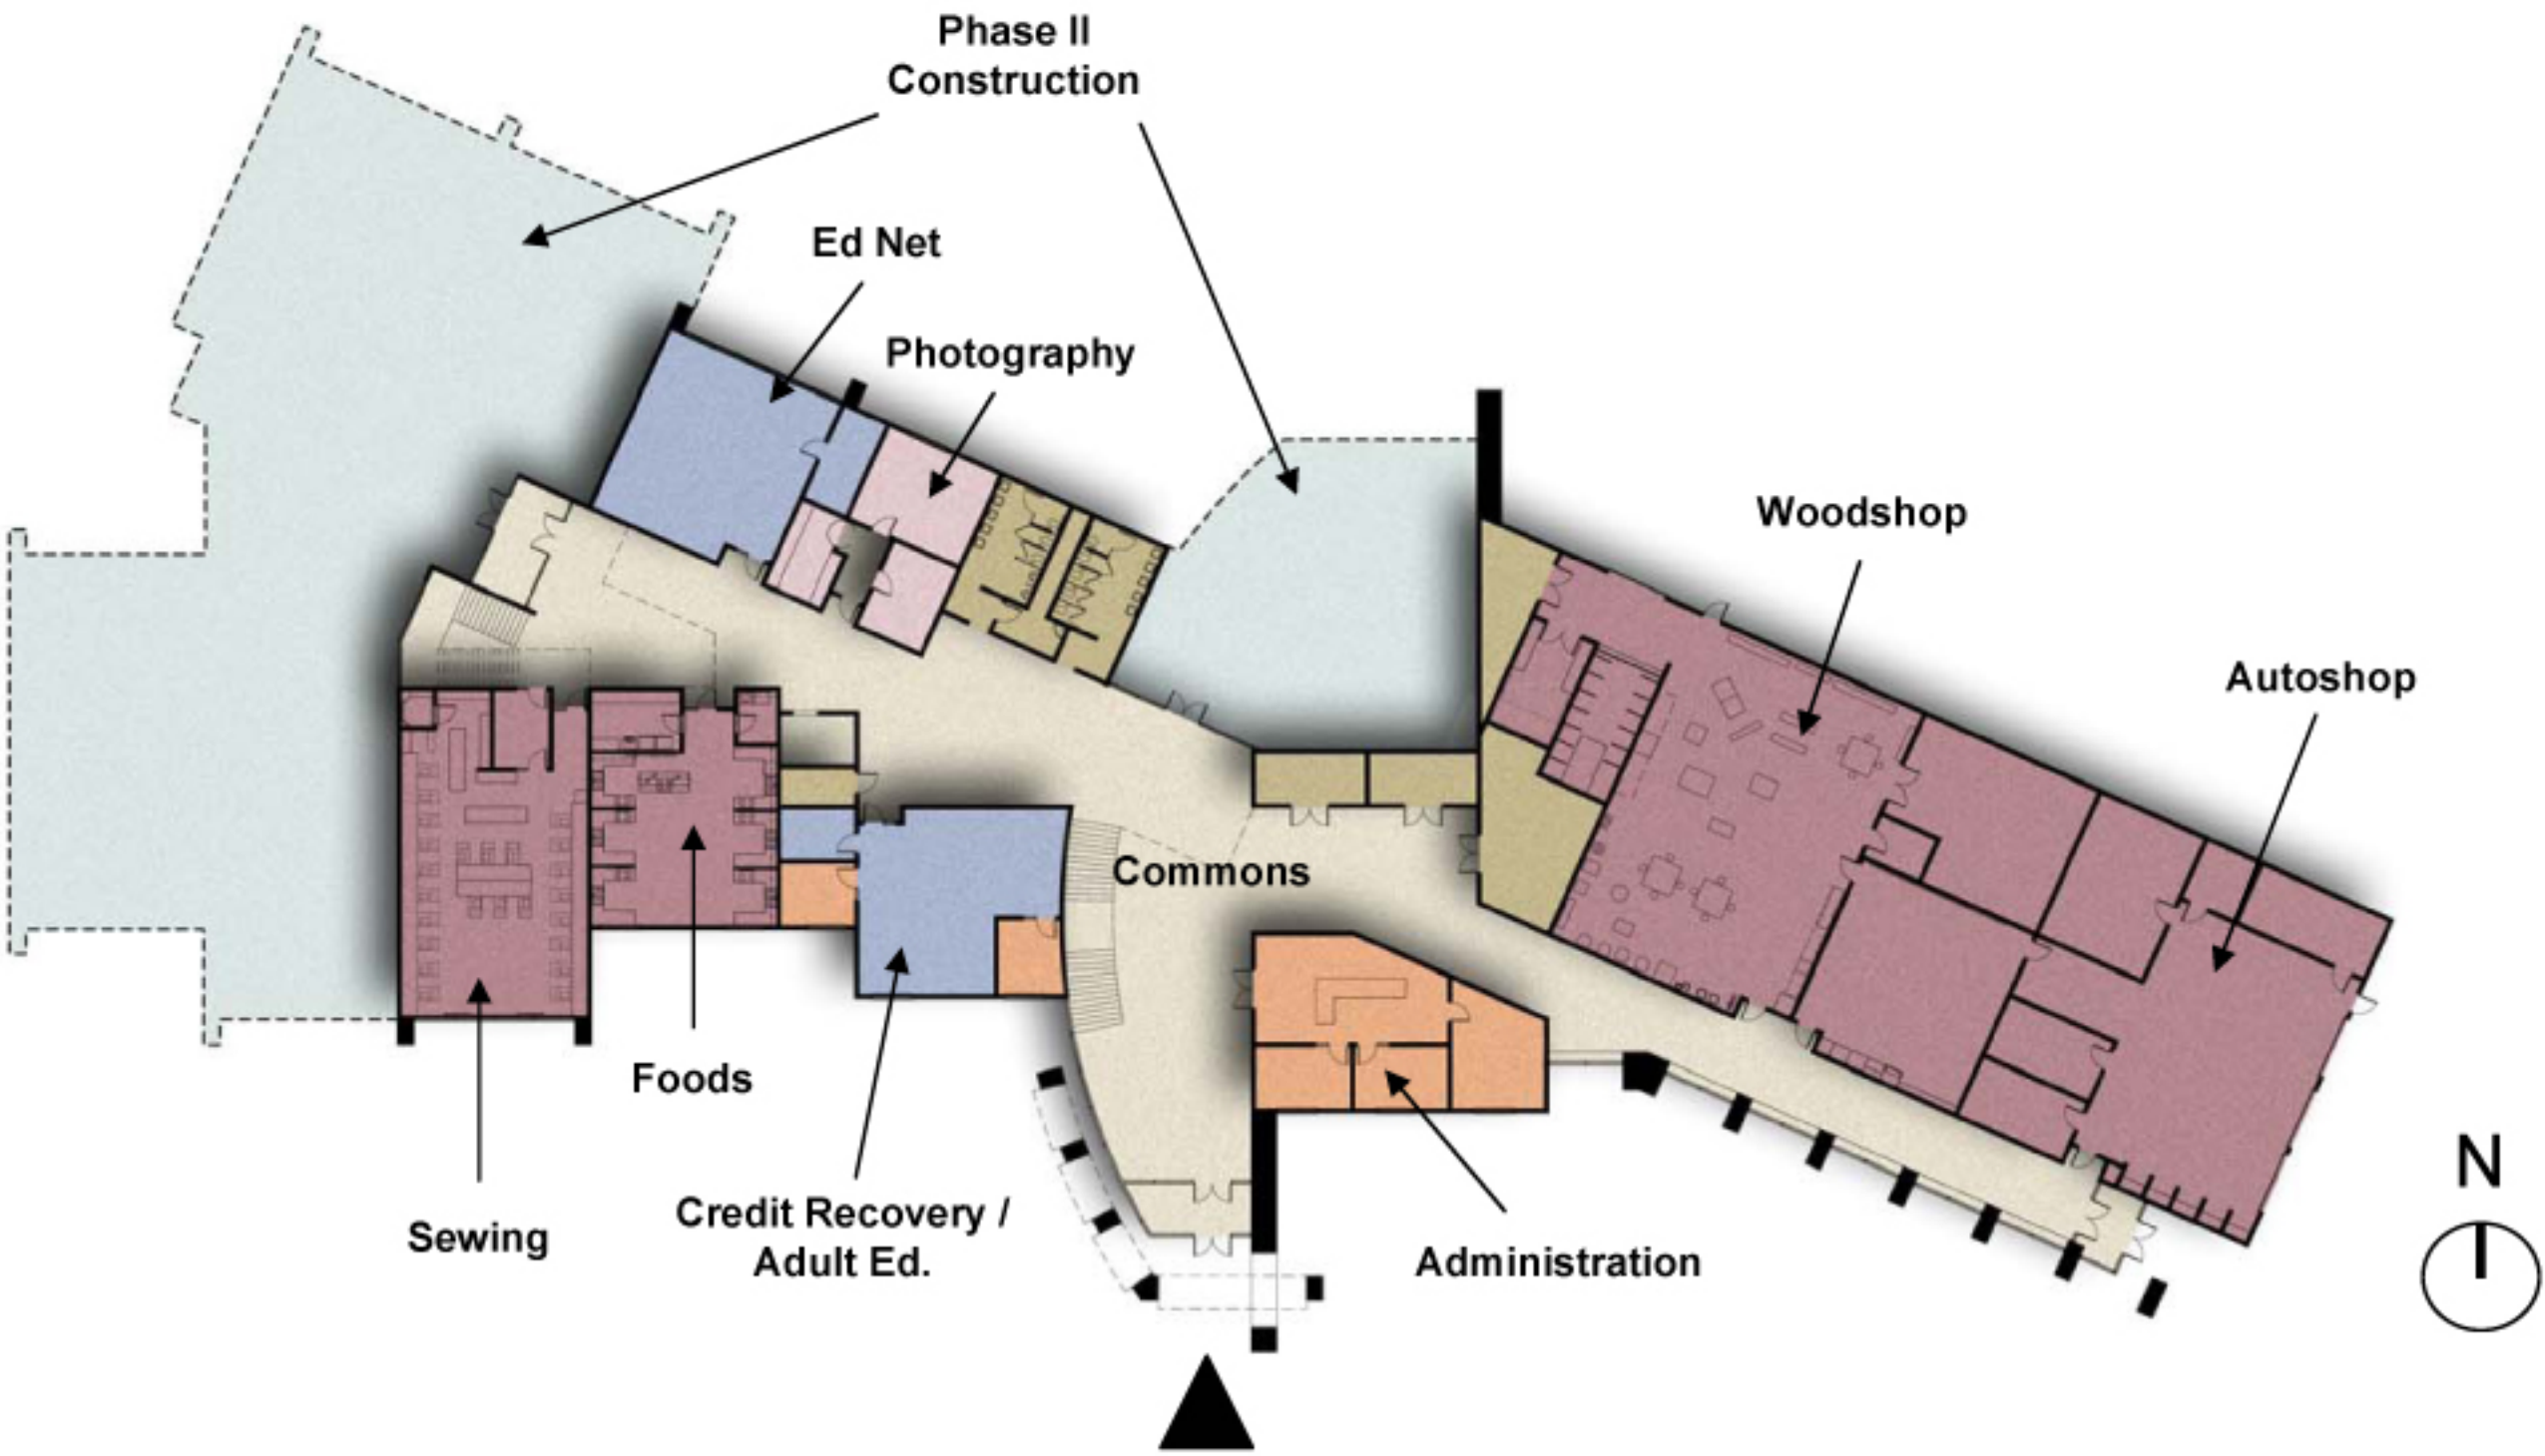 Phase II
Construction
Ed Net
Photography
Woodshop
Autoshop
Commons
Foods
Sewing
Credit Recovery /
Adult Ed.
Administration
N